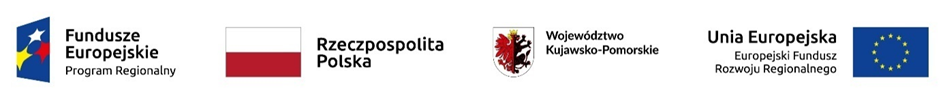 Fundusze
Europejskie
Program Regionalny
Rzeczpospolita
Polska
Województwo
Kujawsko-Pomorskie
Unia Europejska
Europejski Fundusz
Rozwoju Regionalnego